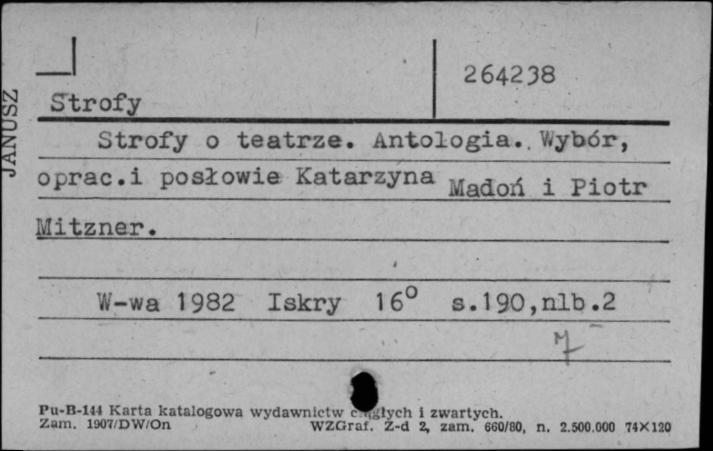 264238
Strofy
Strofy o teatrze. Antologia. Wybór,
oprac.i posłowie Katarzyna Madoń i Piotr
Mitzner.
W-wa 1982 Iskry 16° s.190,nlb.2
JANUSZ
Pu-B-144 Karta katalogowa wydawnictw ciągłych i zwartych.
Zam. 1907/DW/On WZGraf. Z-d 2, zam. 660/80, n. 2.500.000 74×120